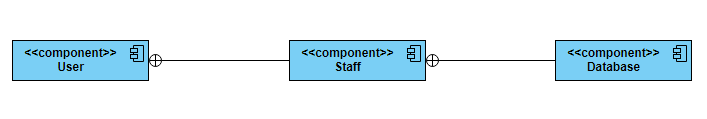 <<component>>
User
<<component>>
Staff
<<component>>
Database